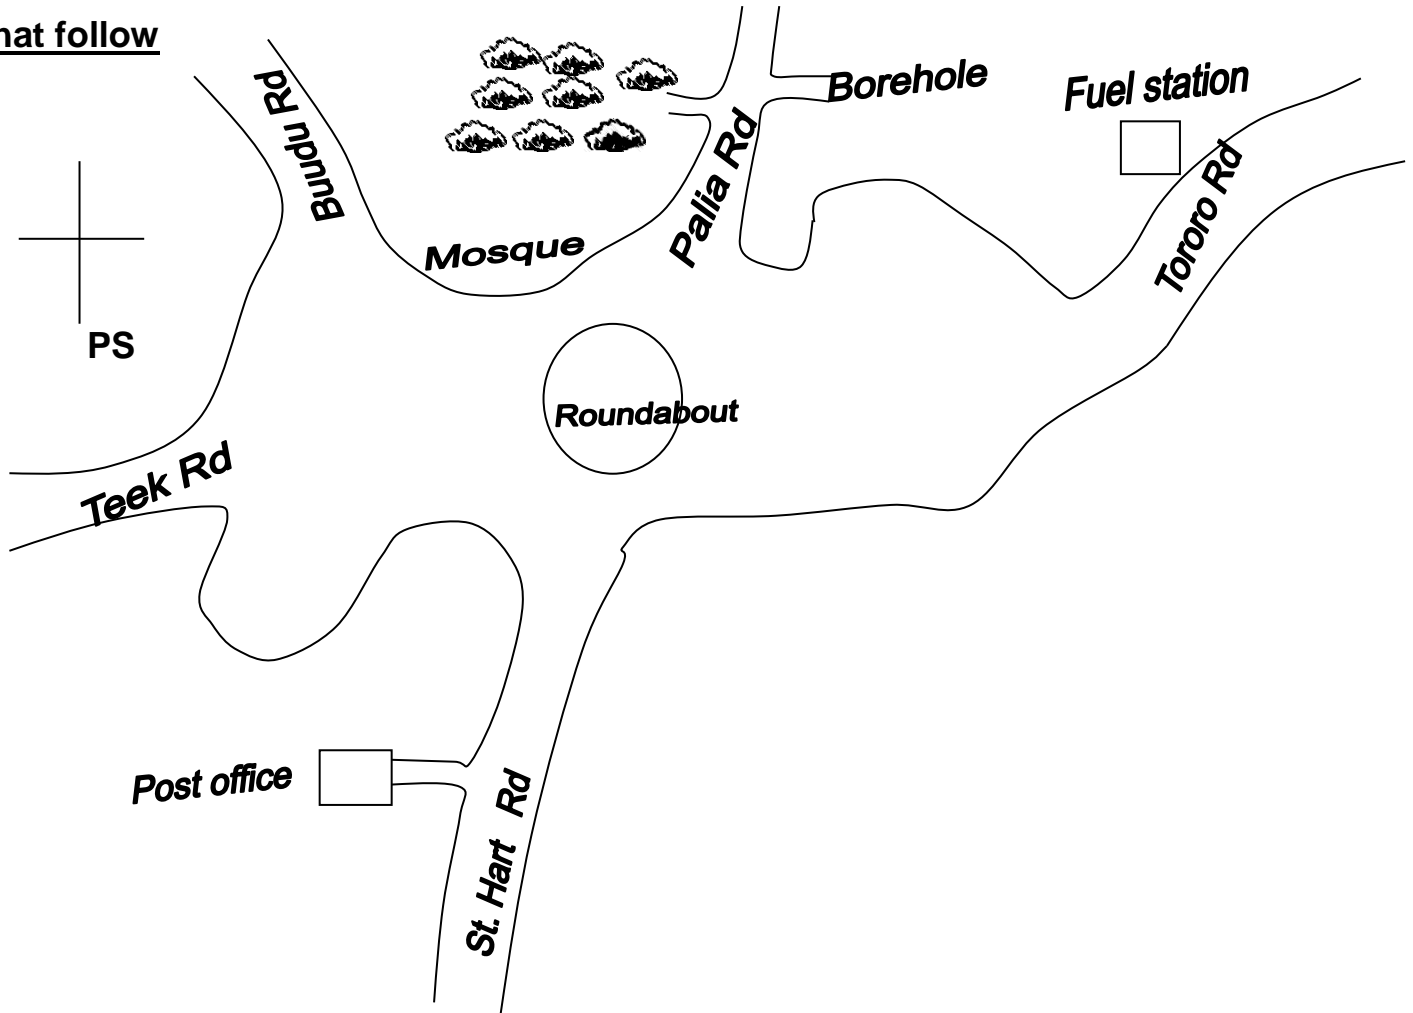 hat follow
Bundu Rd
Borehole
Fuel station
Palia Rd
Tororo Rd
Mosque
PS
Roundabout
Teek Rd
Post office
St. Hart Rd